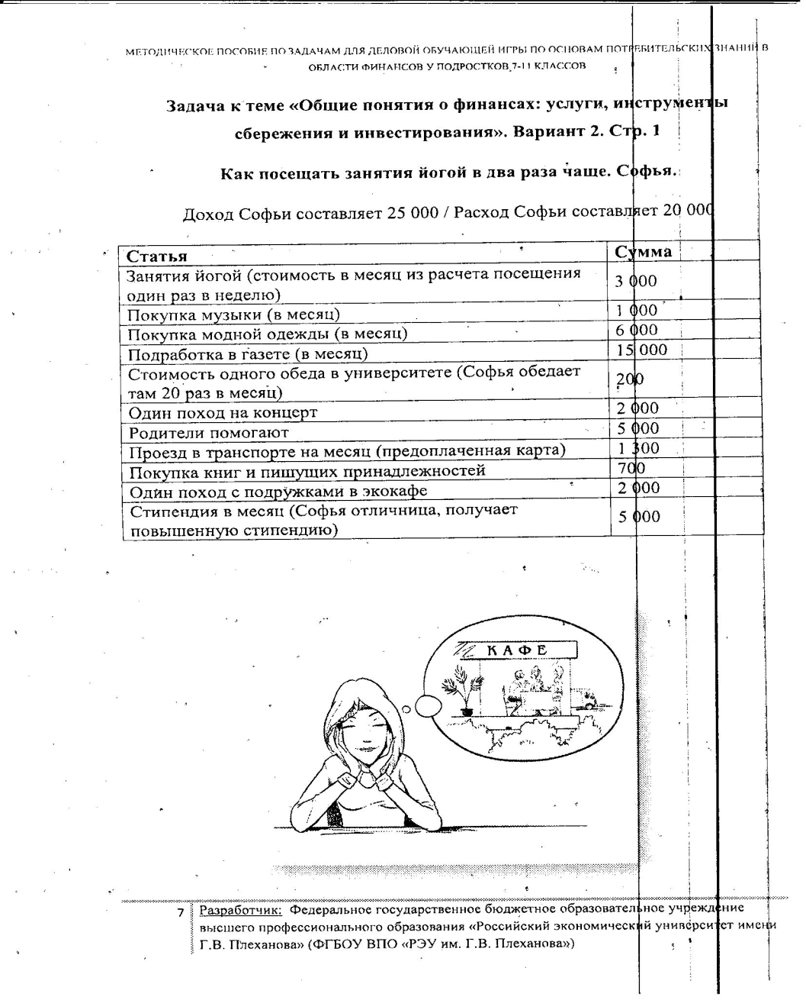 МЕТОДИЧЕСКОЕ ПОСОБИЕ ПО ЗАДАЧАМ ДЛЯ ДЕЛОВОЙ ОБУЧАЮЩЕЙ ИГРЫ ПО ОСНОВАМ ПОТРЕБИТЕЛЬСКИХ ЗНАНИЙ В
ОБЛАСТИ ФИНАНСОВ У ПОДРОСТКОВ 7-11 КЛАССОВ
Задача к теме «Общие понятия о финансах: услуги, инструменты
сбережения и инвестирования». Вариант 2. Стр. 1
Как посещать занятия йогой в два раза чаще. Софья.
Доход Софьи составляет 25 000 / Расход Софьи составляет 20 000
Статья Сумма
Занятия йогой (стоимость в месяц из расчета посещения
один раз в неделю) 3 000
Покупка музыки (в месяц) 1 000
Покупка модной одежды (в месяц) 6 000
Подработка в газете (в месяц) 15 000
Стоимость одного обеда в университете (Софья обедает
там 20 раз в месяц) 200
Один поход на концерт 2 000
Родители помогают 5 000
Проезд в транспорте на месяц (предоплаченная карта) 1 300
Покупка книг и пишущих принадлежностей 700
Один поход с подружками в экокафе 2 000
Стипендия в месяц (Софья отличница, получает
повышенную стипендию) 5 000
КАФЕ
7 Разработчик: Федеральное государственное бюджетное образовательное учреждение
высшего профессионального образования «Российский экономический университет имени
Г.В. Плеханова» (ФГБОУ ВПО «РЭУ им. Г.В. Плеханова»)